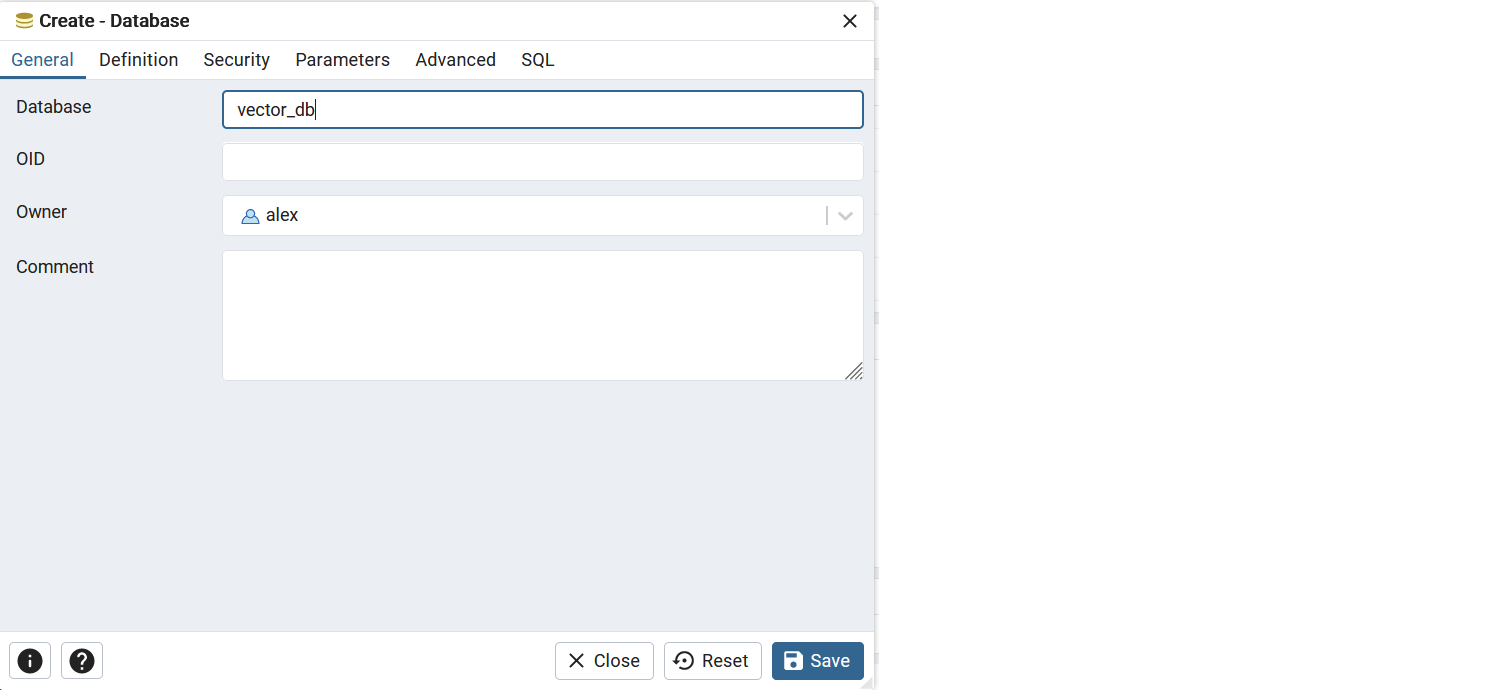 Create - Database
General Definition Security Parameters Advanced SQL
Database vector_db
OID
Owner alex
Comment
Close Reset Save